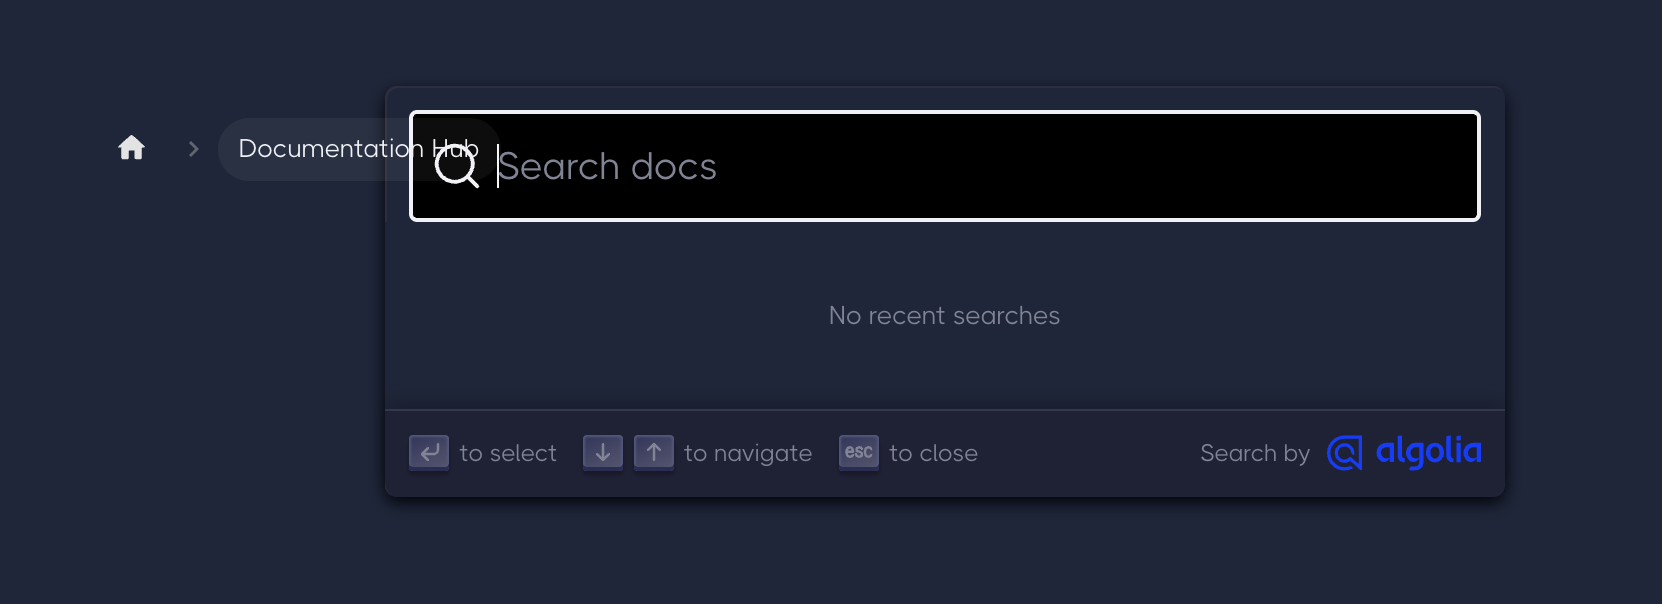 Documentation Hub
Search docs
No recent searches
to select to navigate esc to close Search by algolia